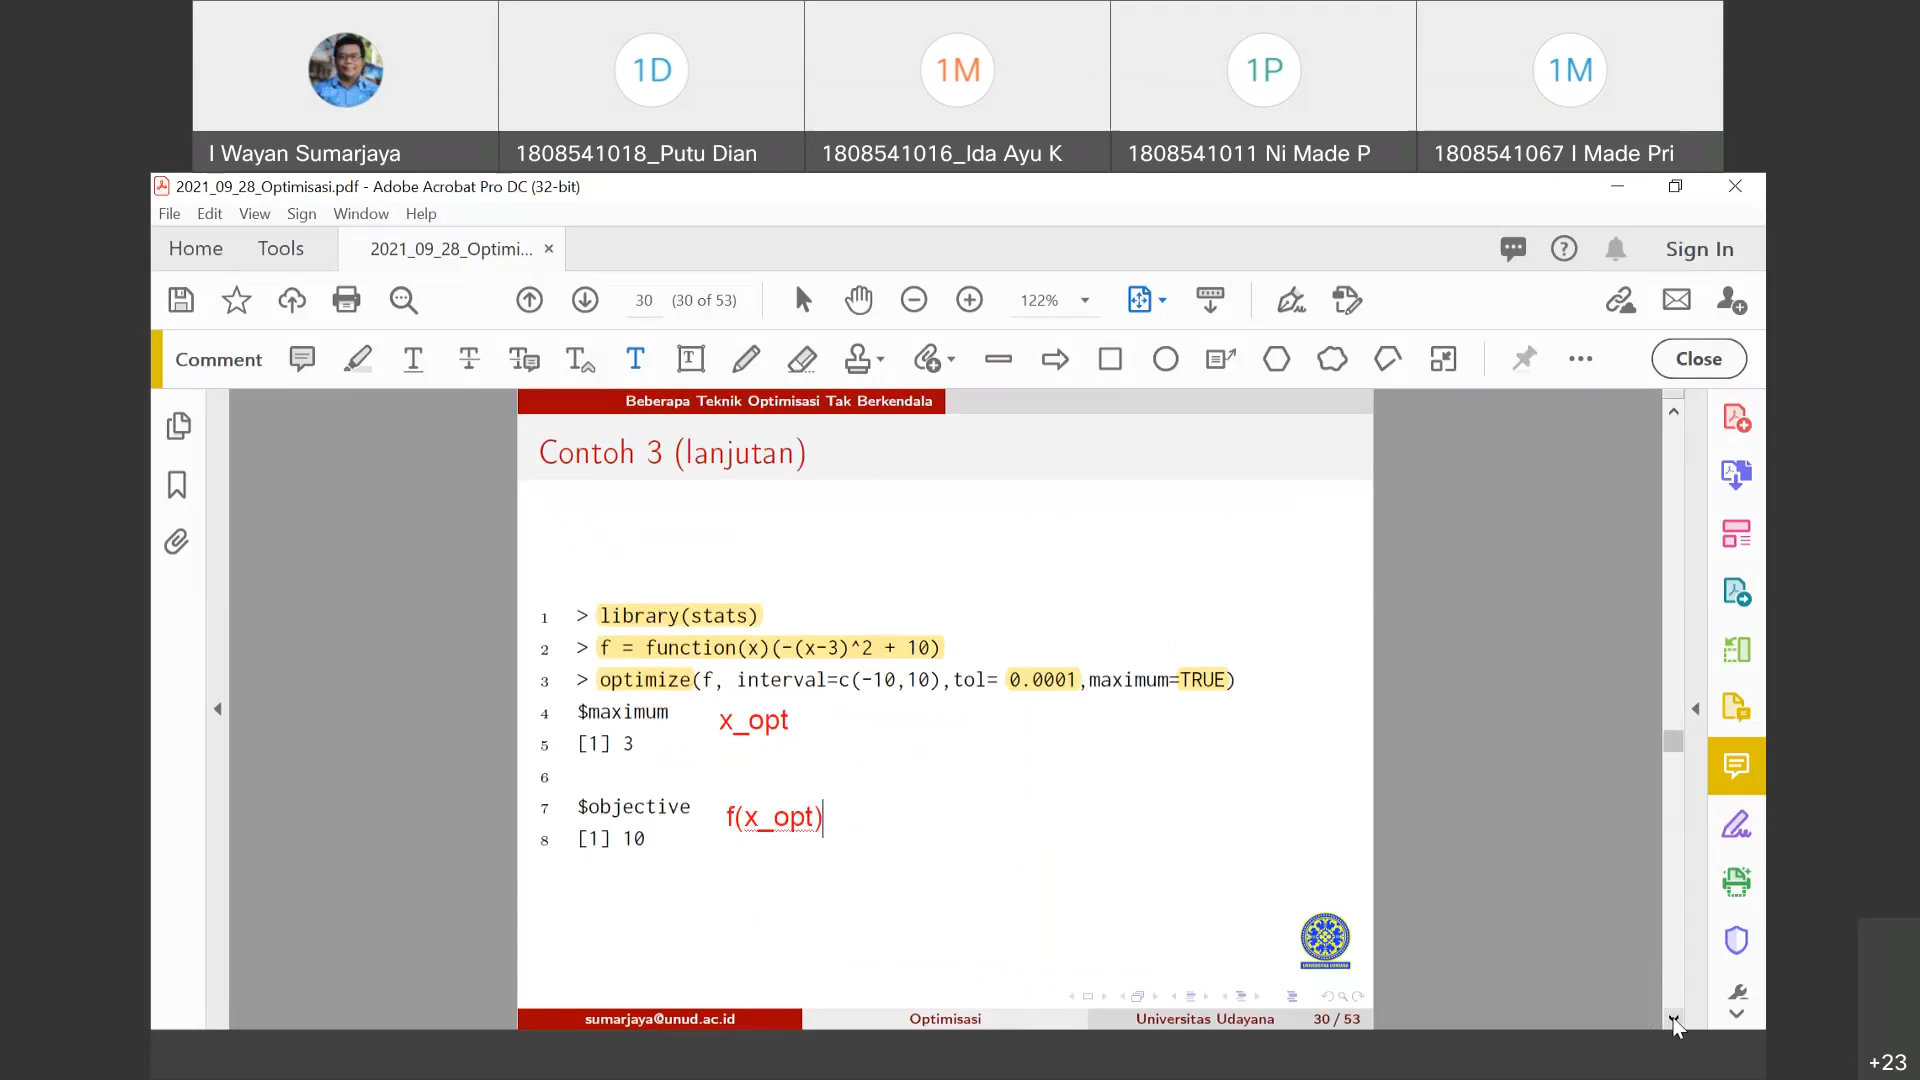 1D
1M
1P
1M
I Wayan Sumarjaya
1808541018_Putu Dian
1808541016_Ida Ayu K
1808541011 Ni Made P
1808541067 I Made Pri
2021_09_28_Optimisasi.pdf - Adobe Acrobat Pro DC (32-bit)
File Edit View Sign Window Help
Home Tools 2021_09_28_Optimi... × Sign In
30 (30 of 53) 122%
Comment Close
Beberapa Teknik Optimisasi Tak Berkendala
Contoh 3 (lanjutan)
1 > library(stats)
2 > f = function(x)(-(x-3)^2 + 10)
3 > optimize(f, interval=c(-10,10),tol= 0.0001,maximum=TRUE)
4 $maximum x_opt
5 [1] 3
6
7 $objective f(x_opt)
8 [1] 10
UNIVERSITAS UDAYANA
sumarjaya@unud.ac.id Optimisasi Universitas Udayana 30 / 53
+23